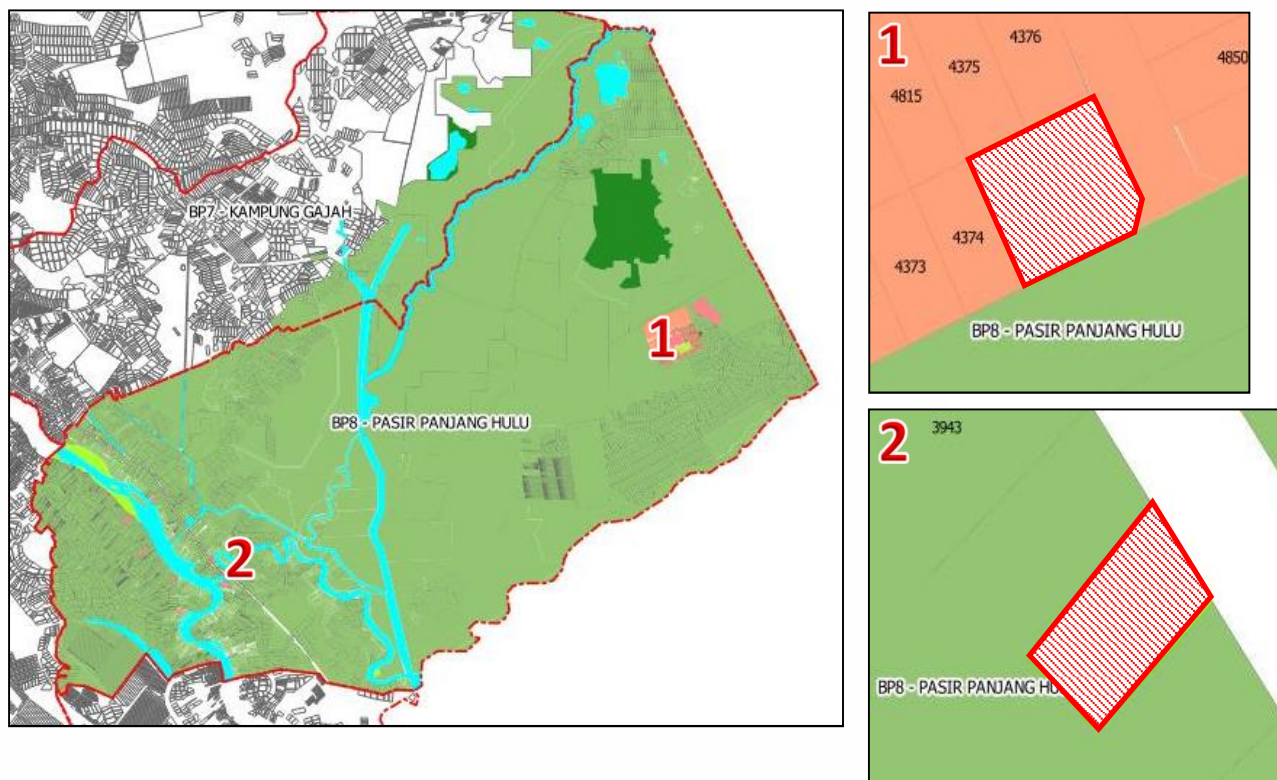 BP7 - KAMPUNG GAJAH
1
BP8 - PASIR PANJANG HULU
2
1
4376
4375
4850
4815
4374
4373
BP8 - PASIR PANJANG HULU
2
3943
BP8 - PASIR PANJANG HU